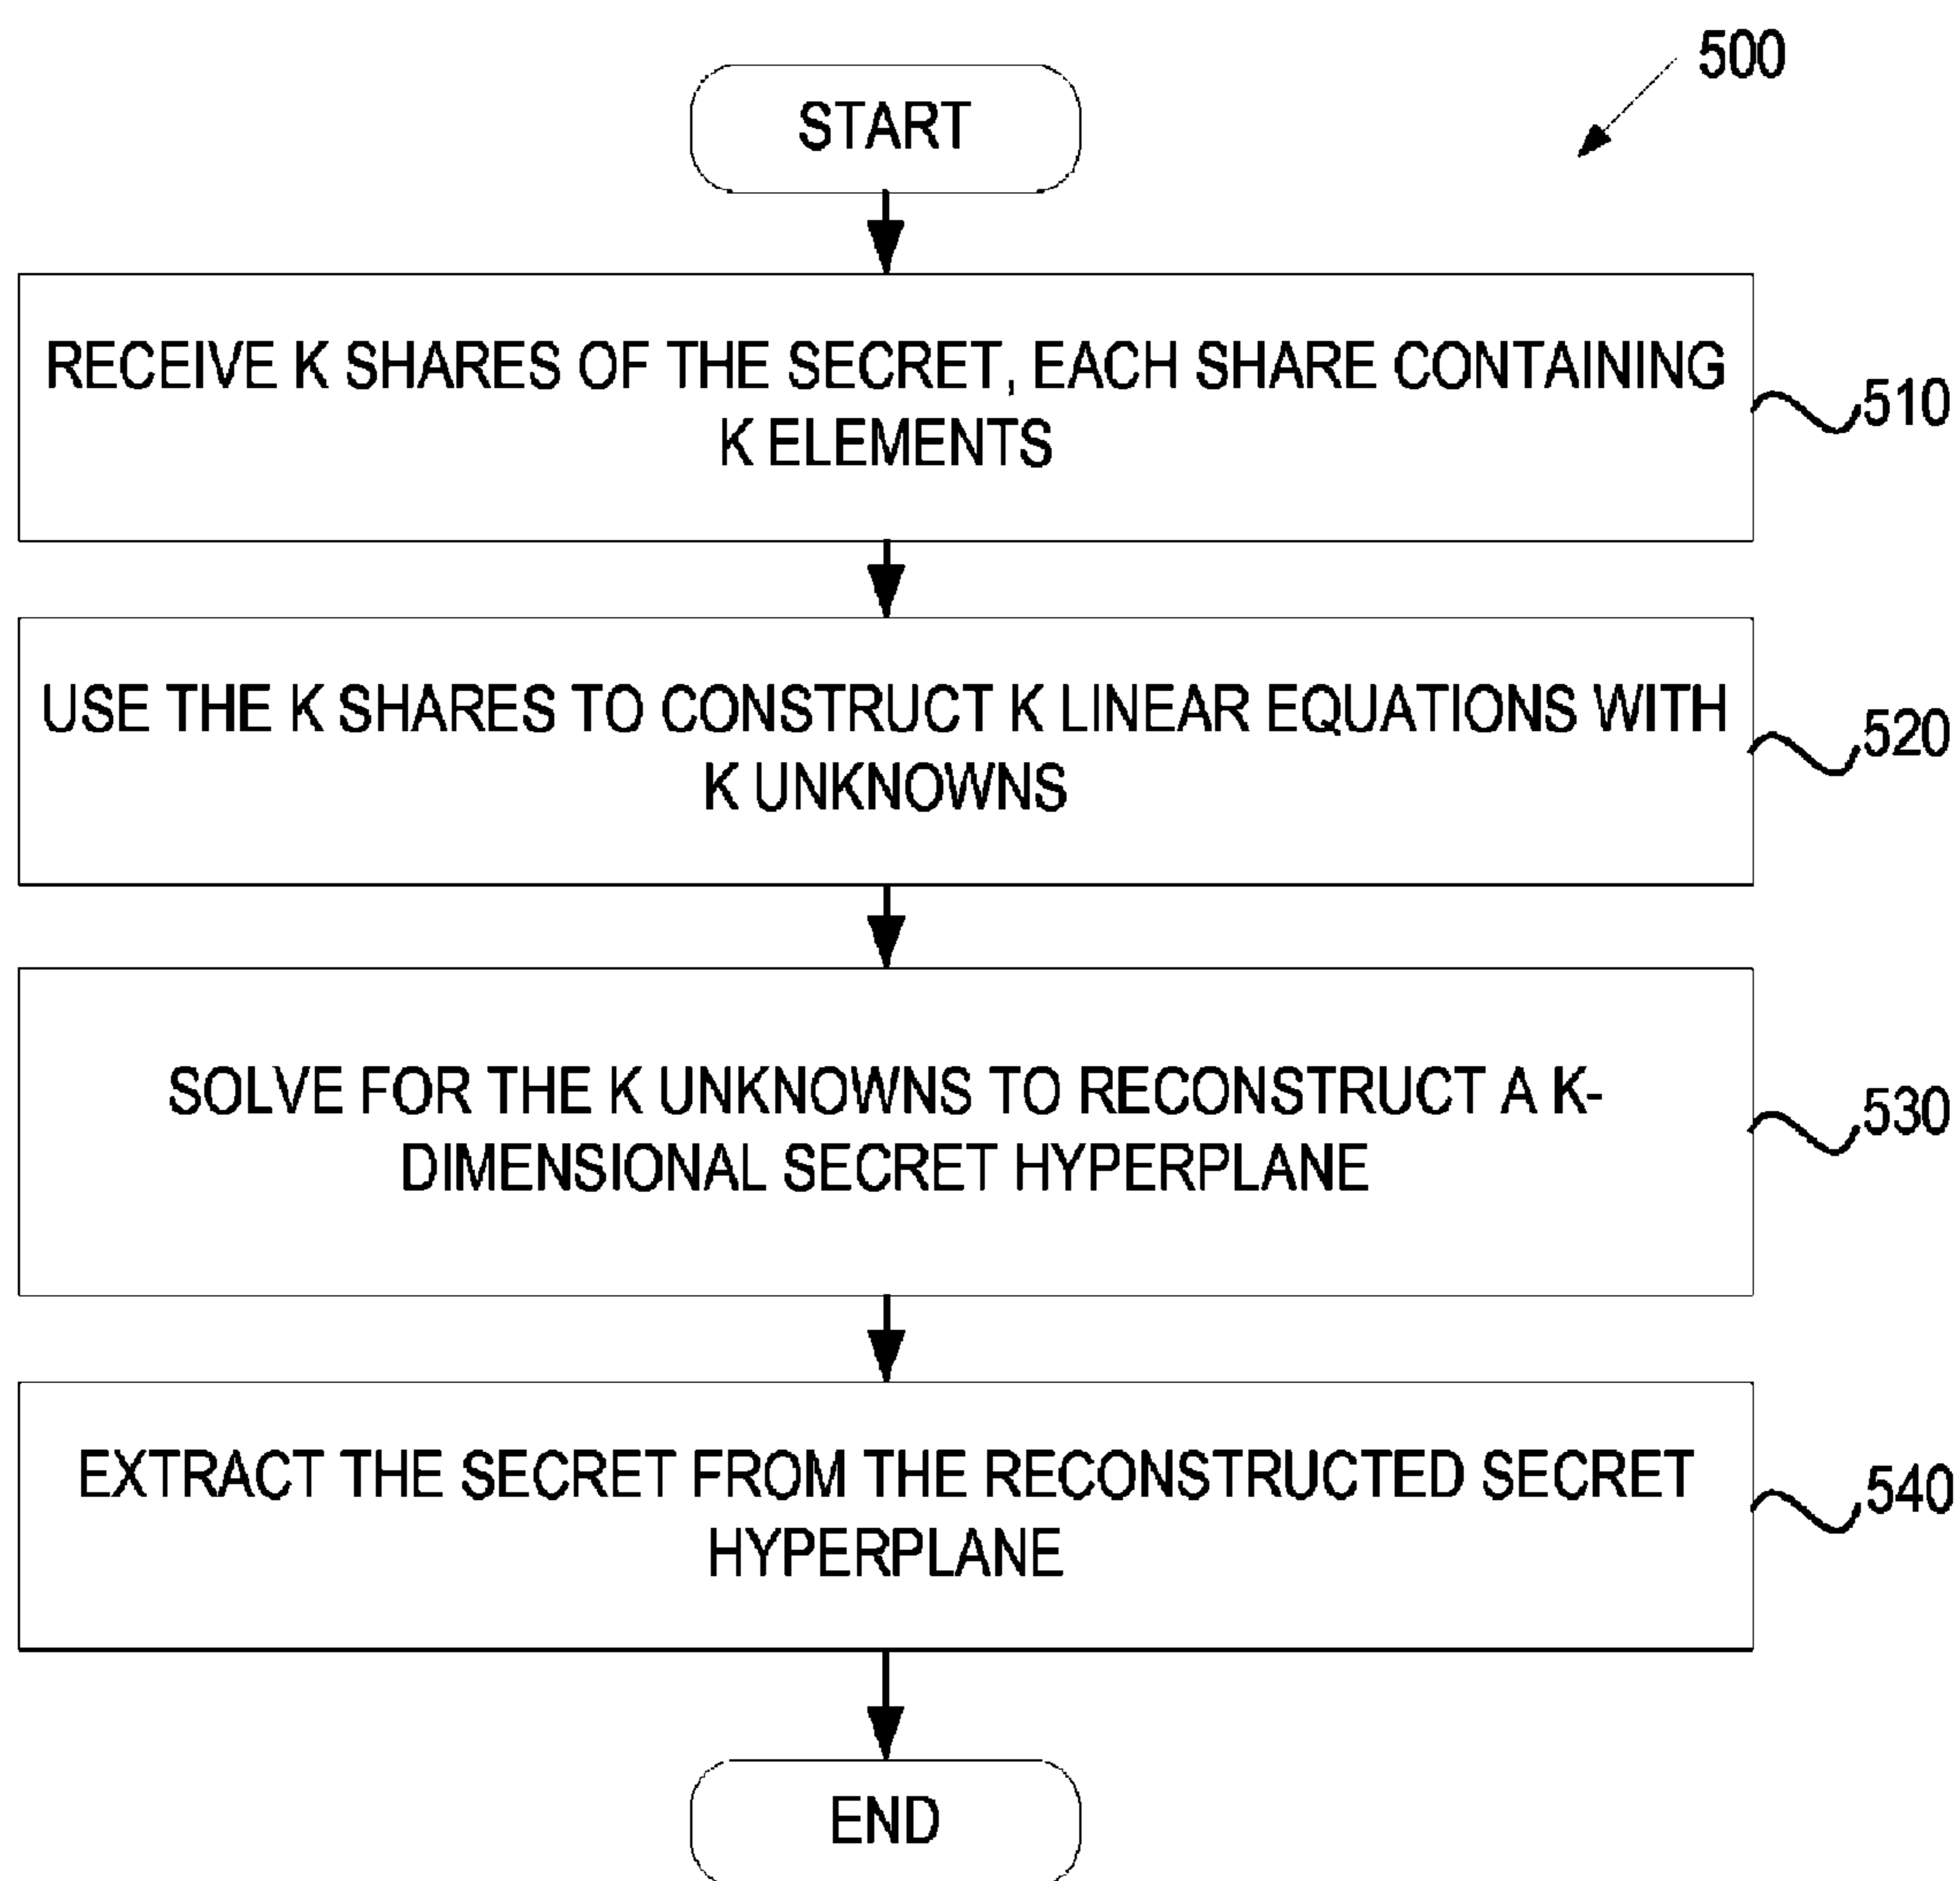 500
START
RECEIVE K SHARES OF THE SECRET, EACH SHARE CONTAINING
K ELEMENTS
510
USE THE K SHARES TO CONSTRUCT K LINEAR EQUATIONS WITH
K UNKNOWNS
520
SOLVE FOR THE K UNKNOWNS TO RECONSTRUCT A K-
DIMENSIONAL SECRET HYPERPLANE
530
EXTRACT THE SECRET FROM THE RECONSTRUCTED SECRET
HYPERPLANE
540
END